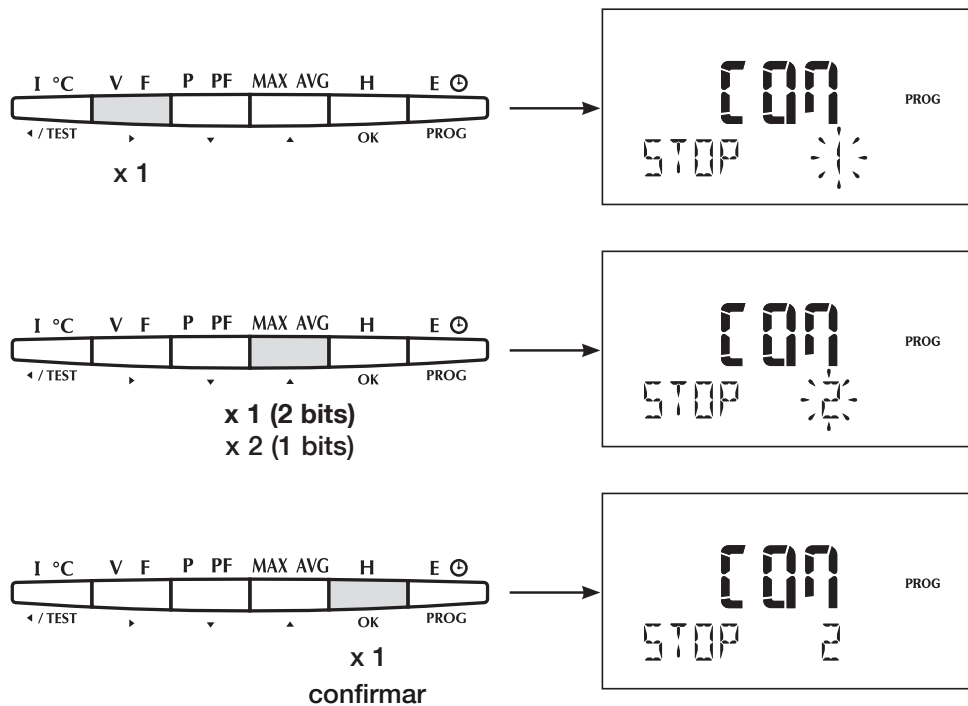 I °C V F P PF MAX AVG H E
/ TEST OK PROG
x 1
COM
PROG
STOP 1
I °C V F P PF MAX AVG H E
/ TEST OK PROG
x 1 (2 bits)
x 2 (1 bits)
COM
PROG
STOP 2
I °C V F P PF MAX AVG H E
/ TEST OK PROG
x 1
confirmar
COM
PROG
STOP 2